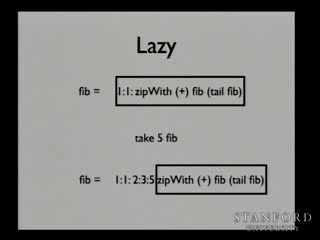 Lazy
fib = 1:1: zipWith (+) fib (tail fib)
take 5 fib
fib = 1:1: 2:3:5 zipWith (+) fib (tail fib)
STANFORD
UNIVERSITY